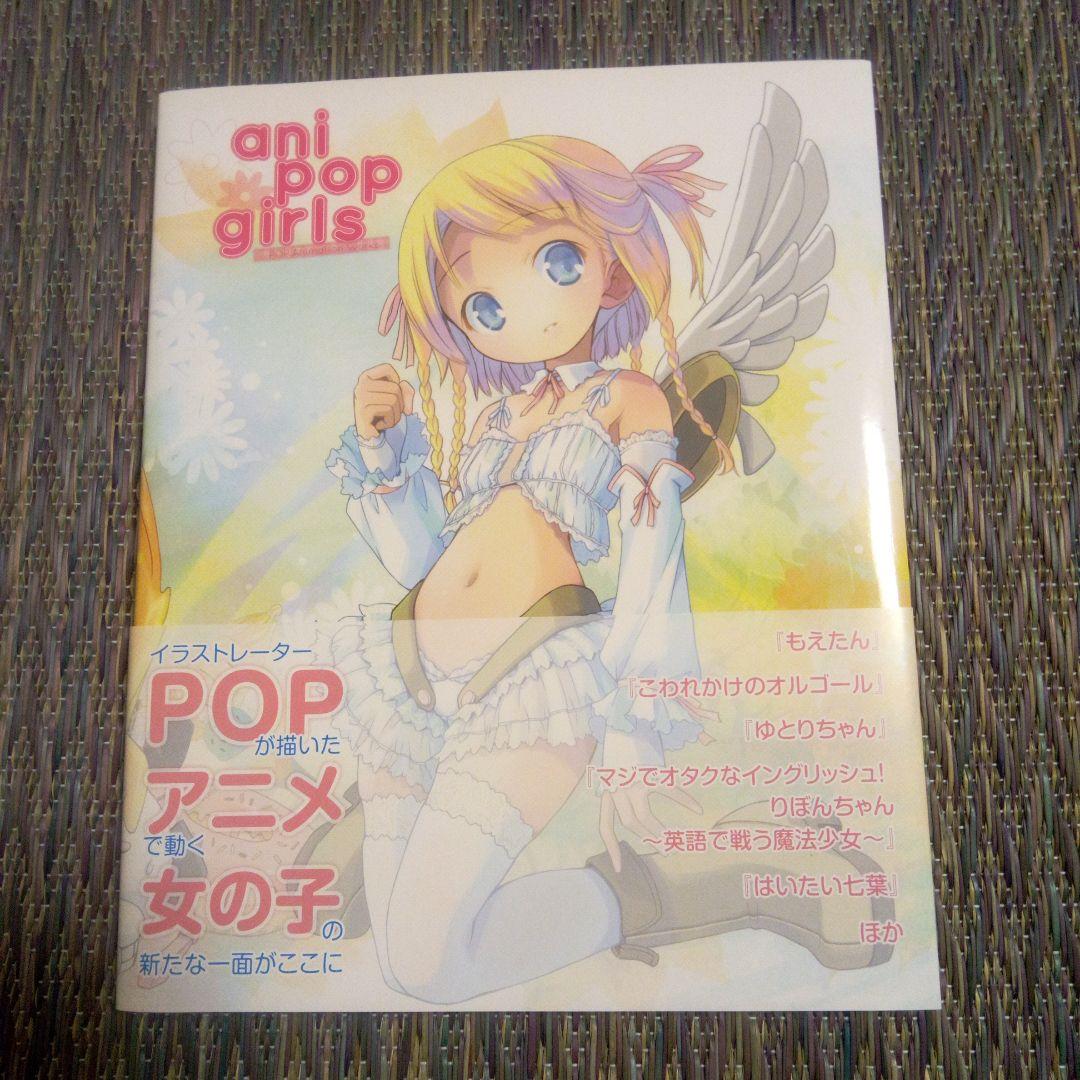 ani
pop
girls
イラストレーター
POP
が描いた
アニメ
で動く
女の子の
新たな一面がここに
『もえたん』
『こわれかけのオルゴール』
『ゆとりちゃん』
『マジでオタクなイングリッシュ!
りぼんちゃん
〜英語で戦う魔法少女〜』
『はいたい七葉』
ほか